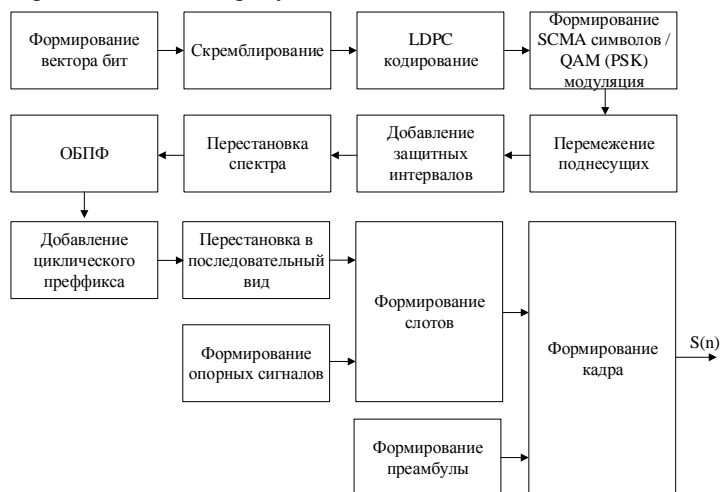 Формирование
вектора бит
Скремблирование
LDPC
кодирование
Формирование
SCMA символов /
QAM (PSK)
модуляция
ОБПФ
Перестановка
спектра
Добавление
защитных
интервалов
Перемежение
поднесущих
Добавление
циклического
преффикса
Перестановка в
последовательный
вид
Формирование
слотов
Формирование
кадра
S(n)
Формирование
опорных сигналов
Формирование
преамбулы